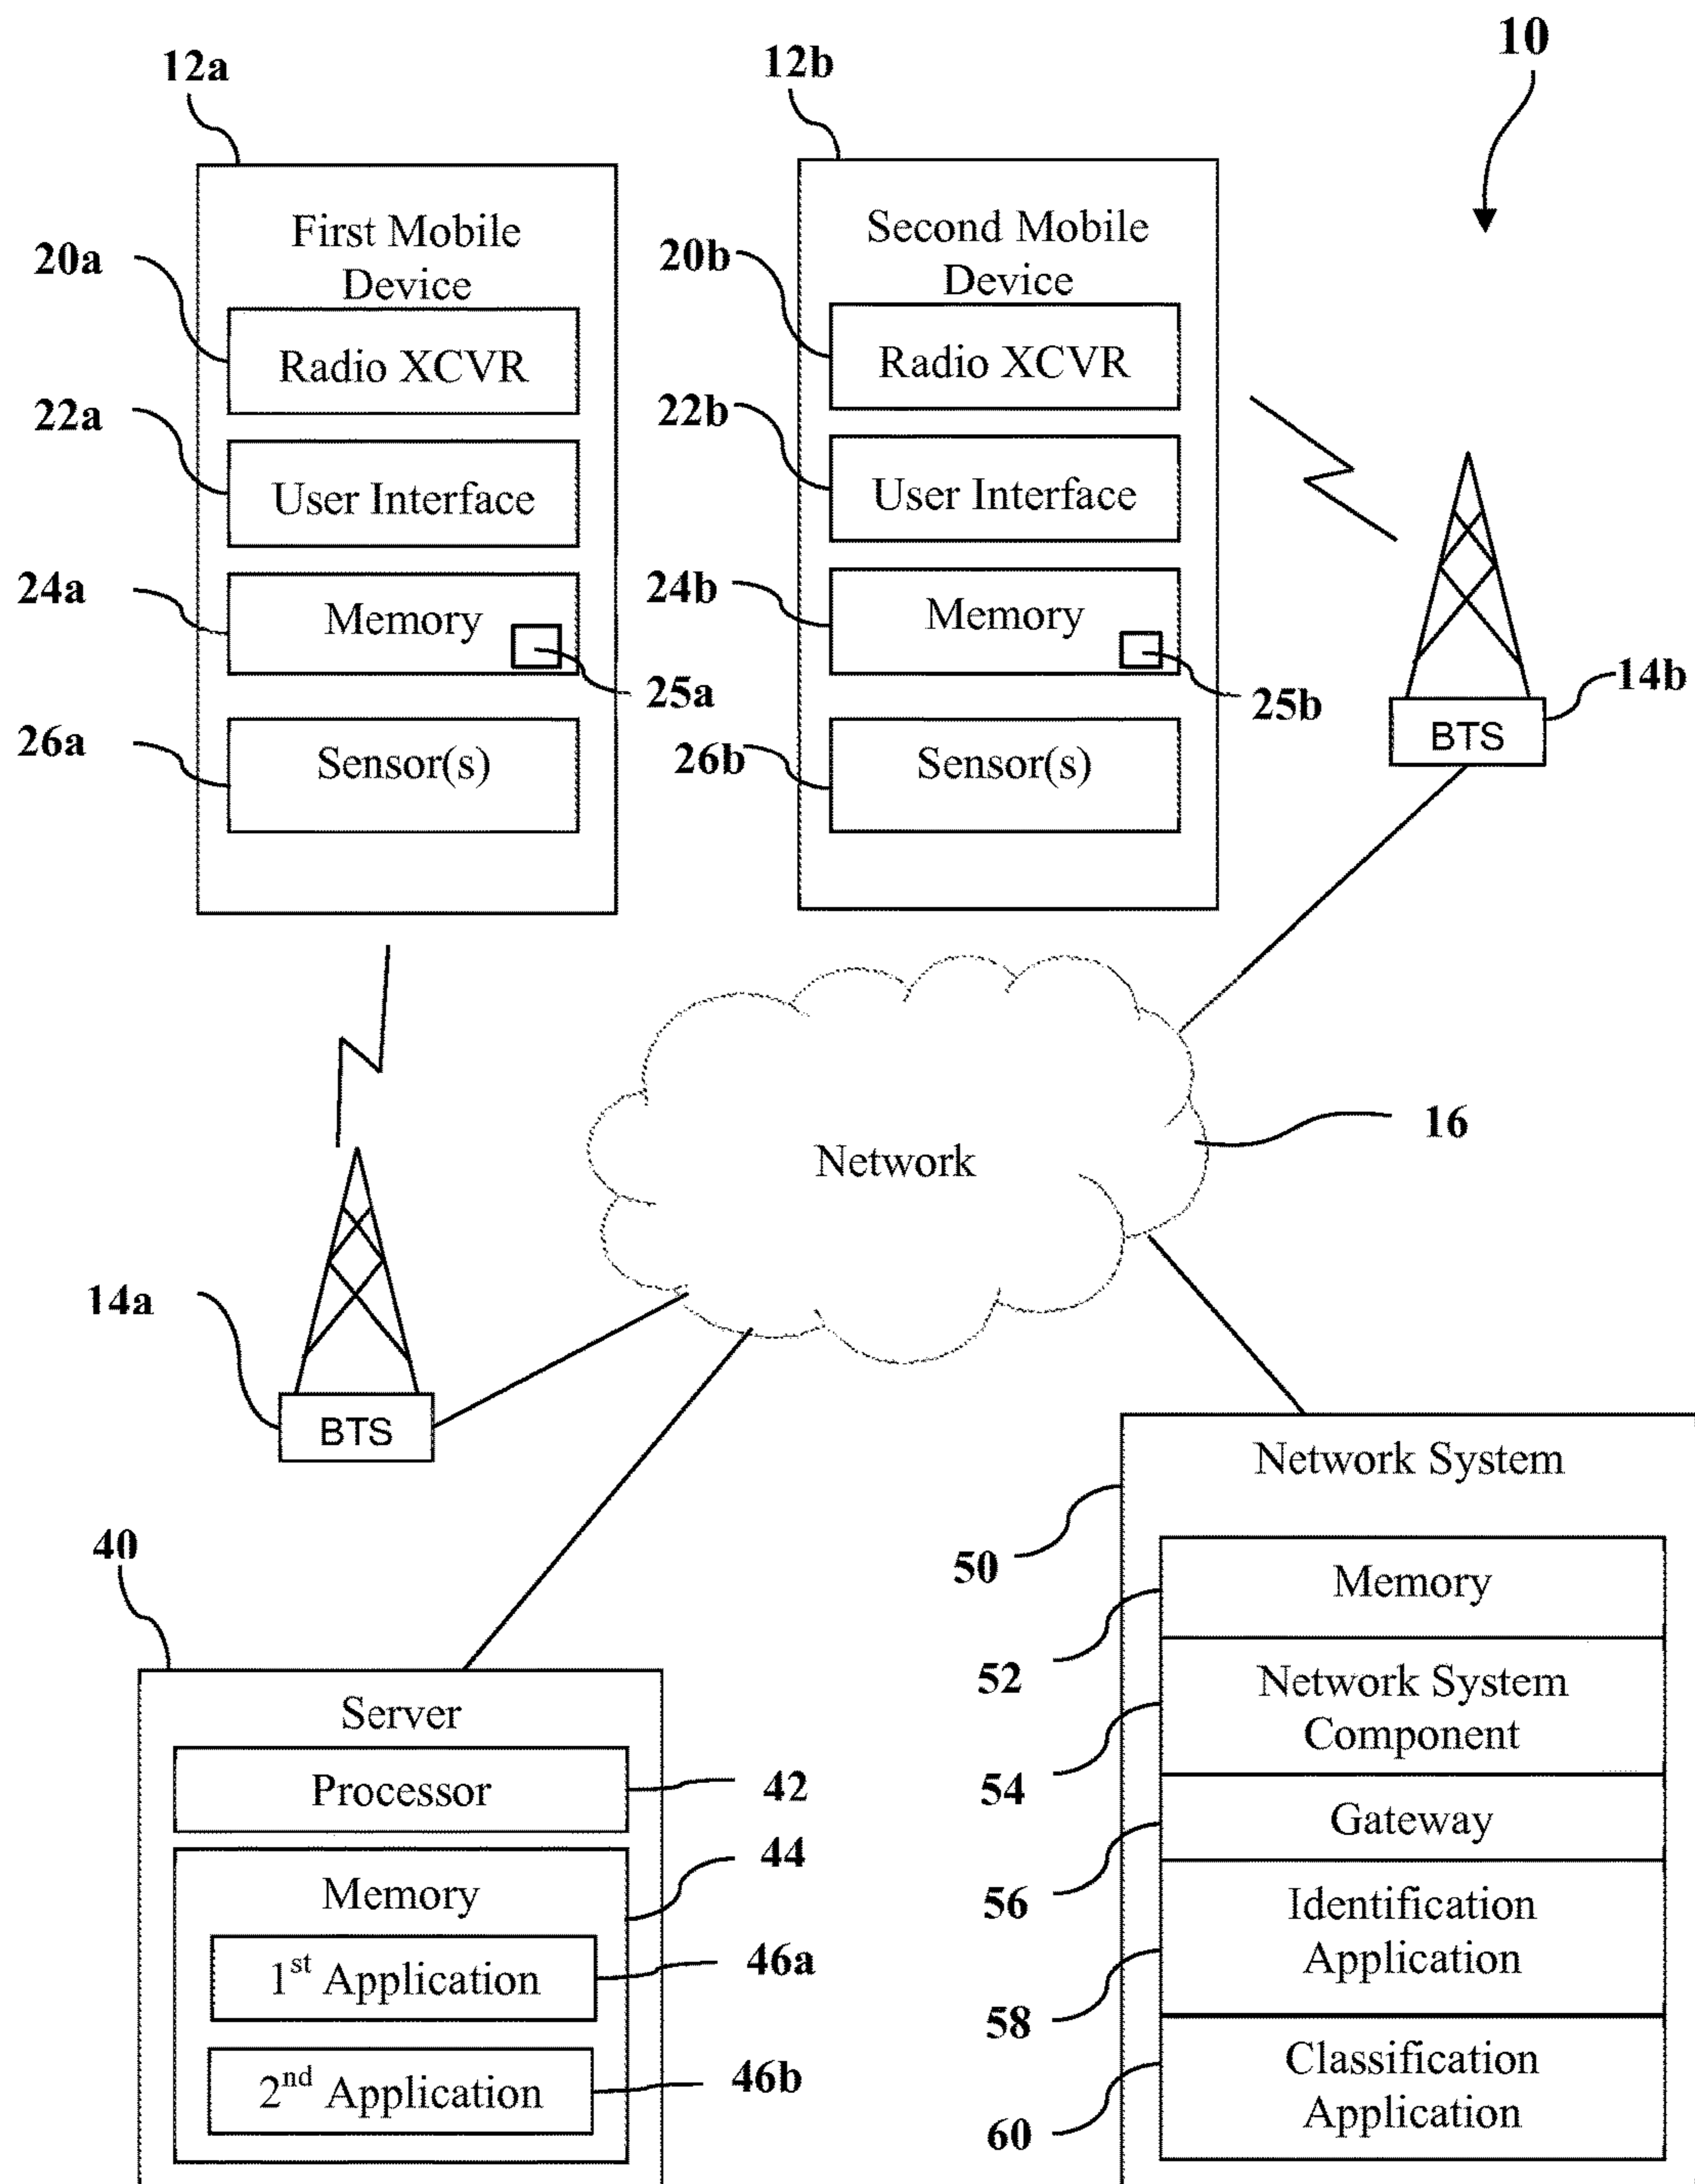 10
12a
12b
First Mobile
Device
20a
Radio XCVR
22a
User Interface
24a
Memory
25a
26a
Sensor(s)
Second Mobile
Device
20b
Radio XCVR
22b
User Interface
24b
Memory
25b
26b
Sensor(s)
14b
BTS
Network
16
14a
BTS
40
Server
Processor
42
44
Memory
1st Application
46a
2nd Application
46b
Network System
50
Memory
52
Network System
Component
54
Gateway
56
Identification
Application
58
Classification
Application
60